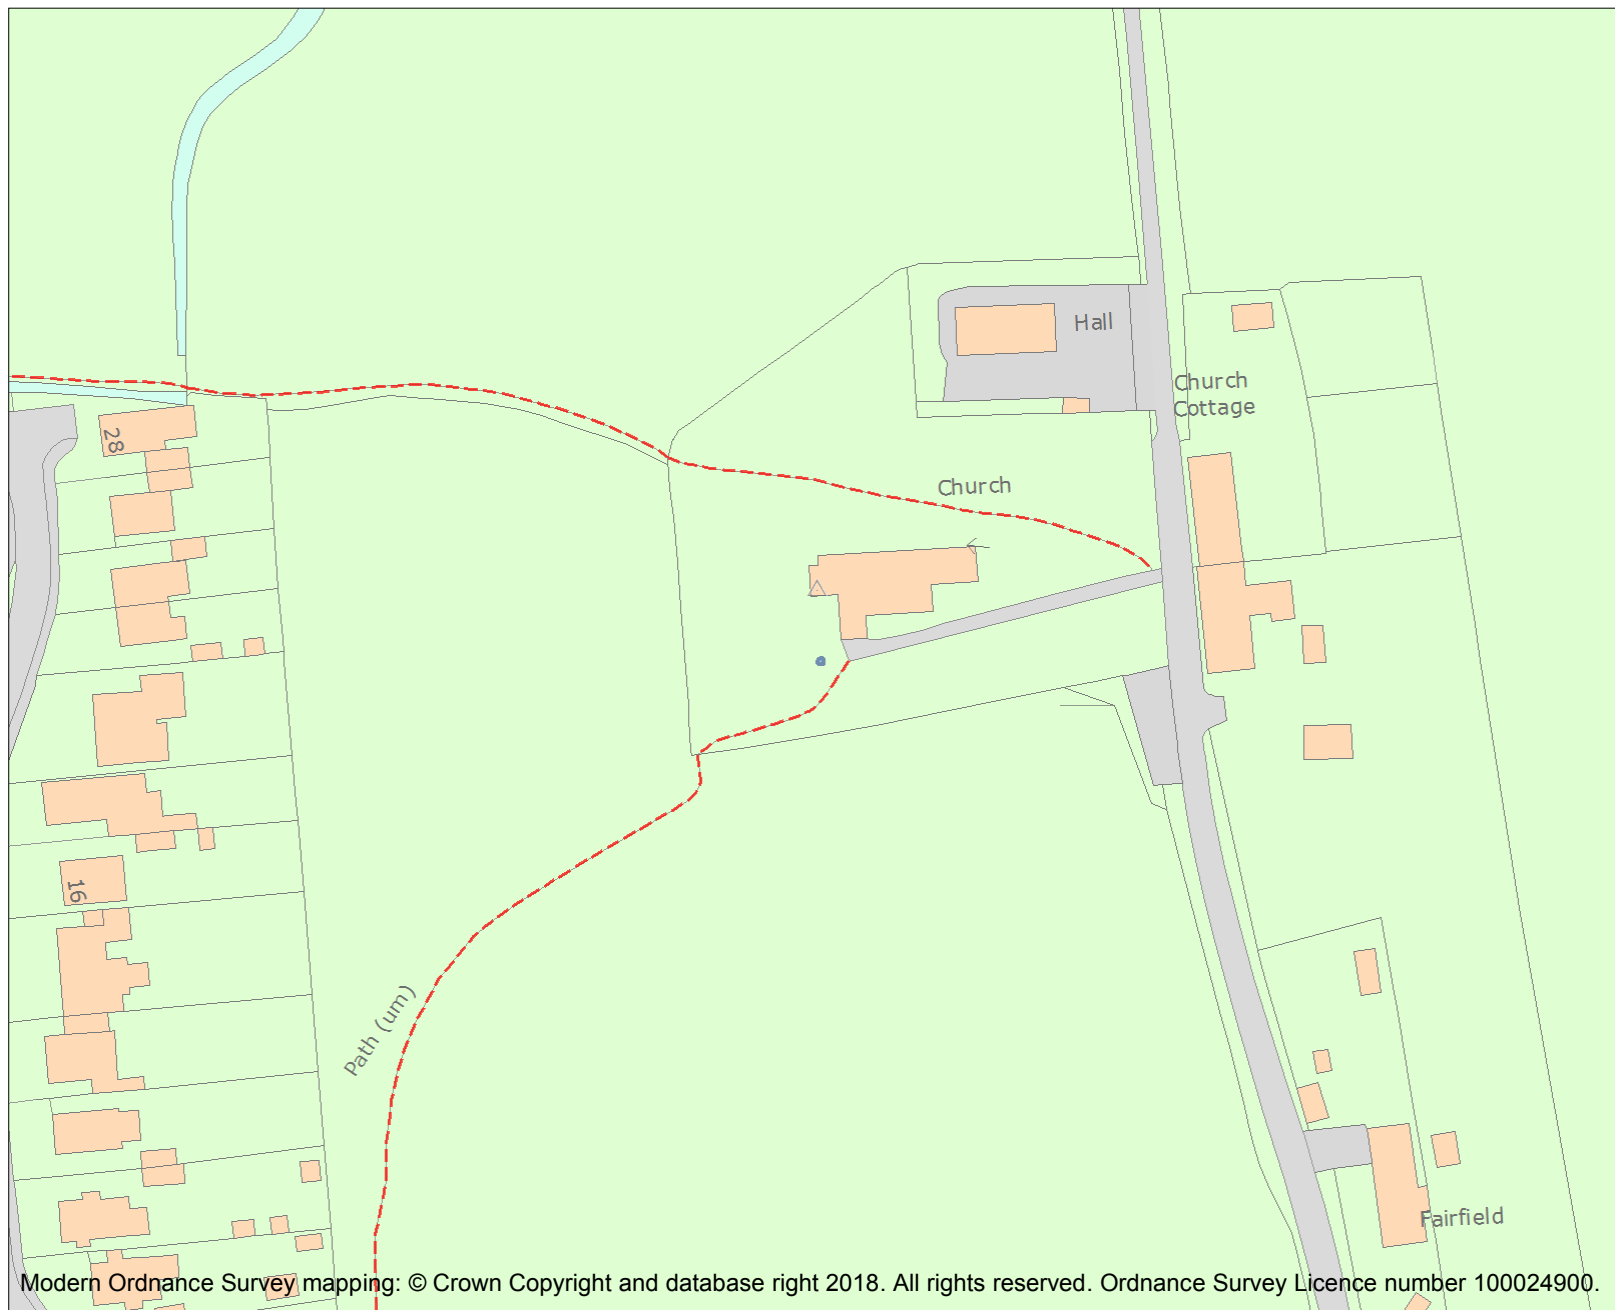 Hall
Church
Cottage
28
Church
16
Path (um)
Fairfield
Modern Ordnance Survey mapping: © Crown Copyright and database right 2018. All rights reserved. Ordnance Survey Licence number 100024900.